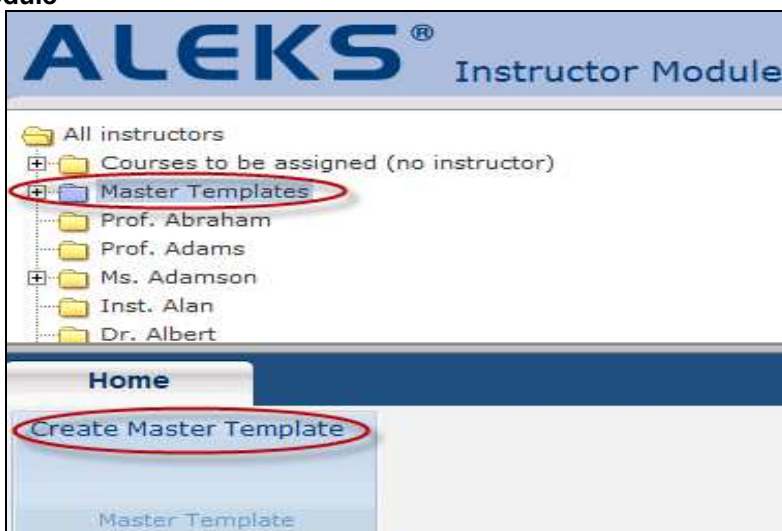 ALEKS® Instructor Module
All instructors
Courses to be assigned (no instructor)
Master Templates
Prof. Abraham
Prof. Adams
Ms. Adamson
Inst. Alan
Dr. Albert
Home
Create Master Template
Master Template